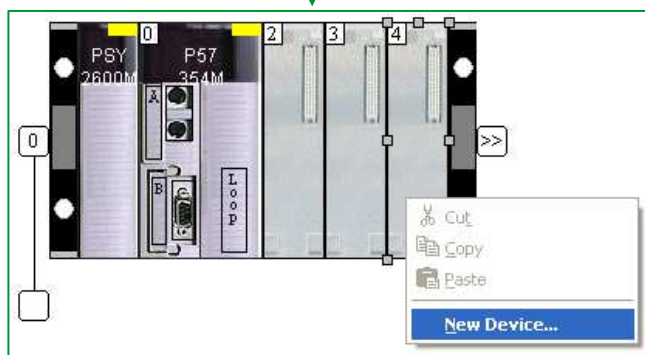 0 2 3 4
PSY P57
2600M 354M
A
B
Loop
0
>>
Cut
Copy
Paste
New Device...